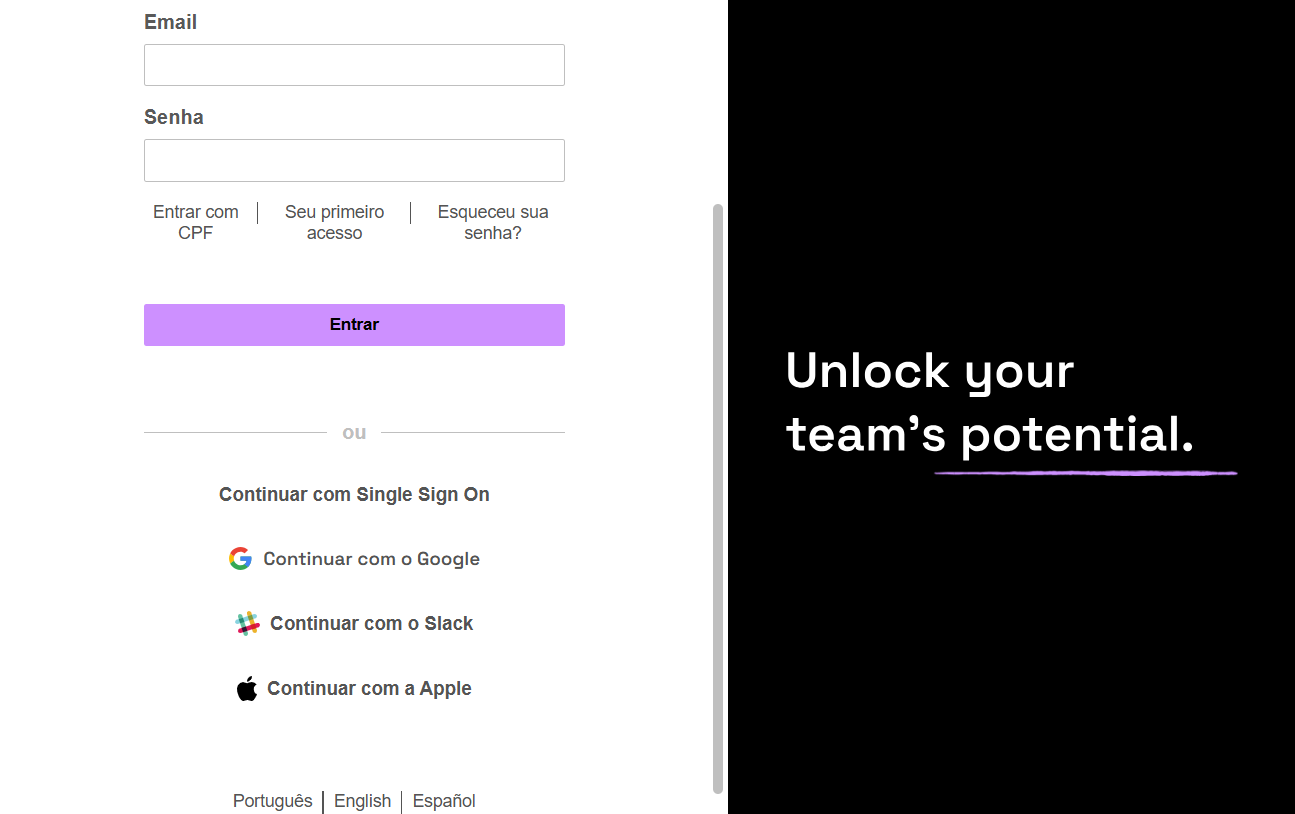 Email
Senha
Entrar com
CPF
Seu primeiro
acesso
Esqueceu sua
senha?
Entrar
ou
Continuar com Single Sign On
Continuar com o Google
Continuar com o Slack
Continuar com a Apple
Português
English
Español
Unlock your
team’s potential.